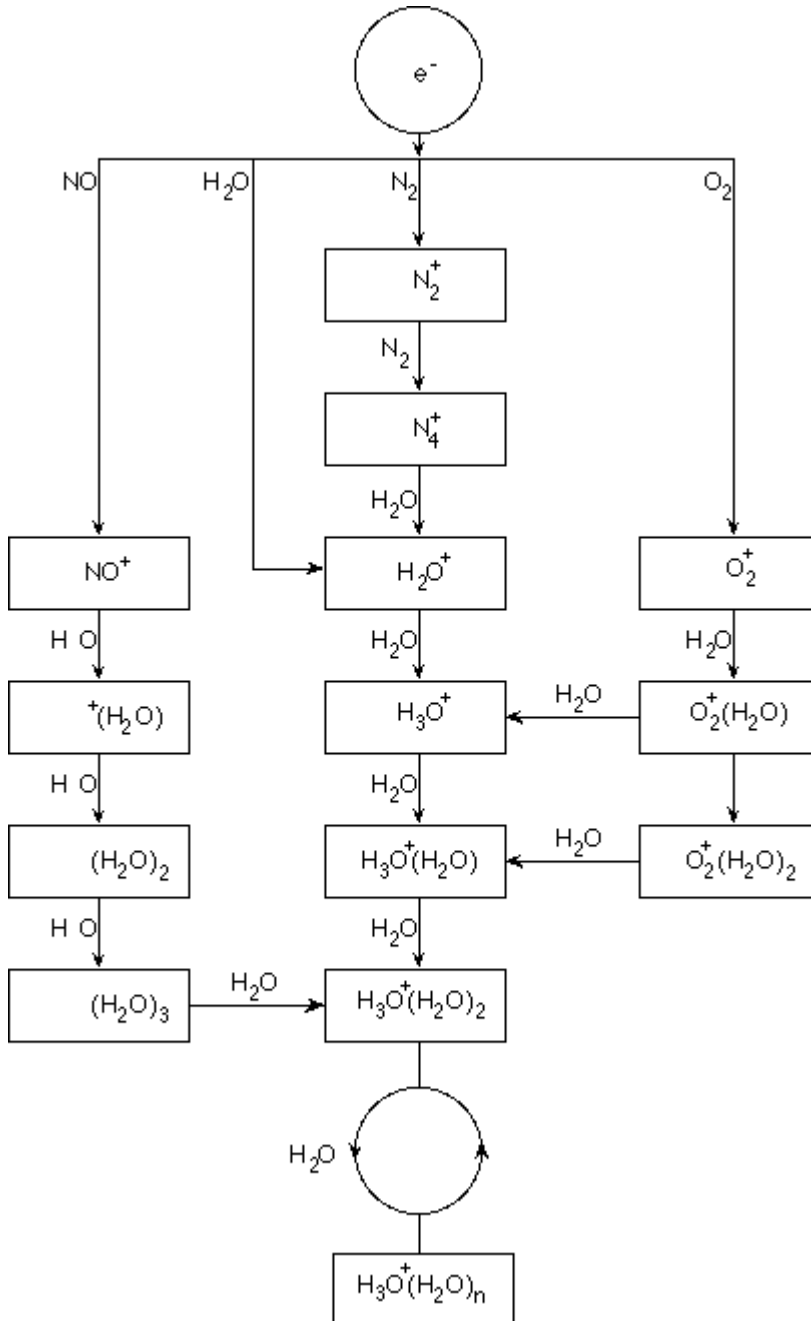 e⁻
NO H₂O N₂ O₂
N₂⁺
N₂
N₄⁺
H₂O
NO⁺ H₂O⁺ O₂⁺
H O H₂O H₂O
⁺(H₂O) H₃O⁺ H₂O O₂⁺(H₂O)
H O H₂O
(H₂O)₂ H₃O⁺(H₂O) H₂O O₂⁺(H₂O)₂
H O H₂O
(H₂O)₃ H₂O H₃O⁺(H₂O)₂
H₂O
H₃O⁺(H₂O)ₙ